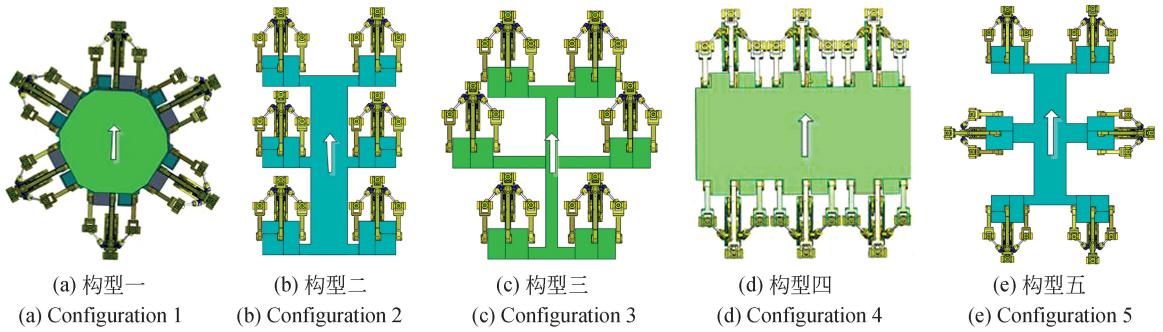 (a) 构型一 (b) 构型二 (c) 构型三 (d) 构型四 (e) 构型五
(a) Configuration 1 (b) Configuration 2 (c) Configuration 3 (d) Configuration 4 (e) Configuration 5